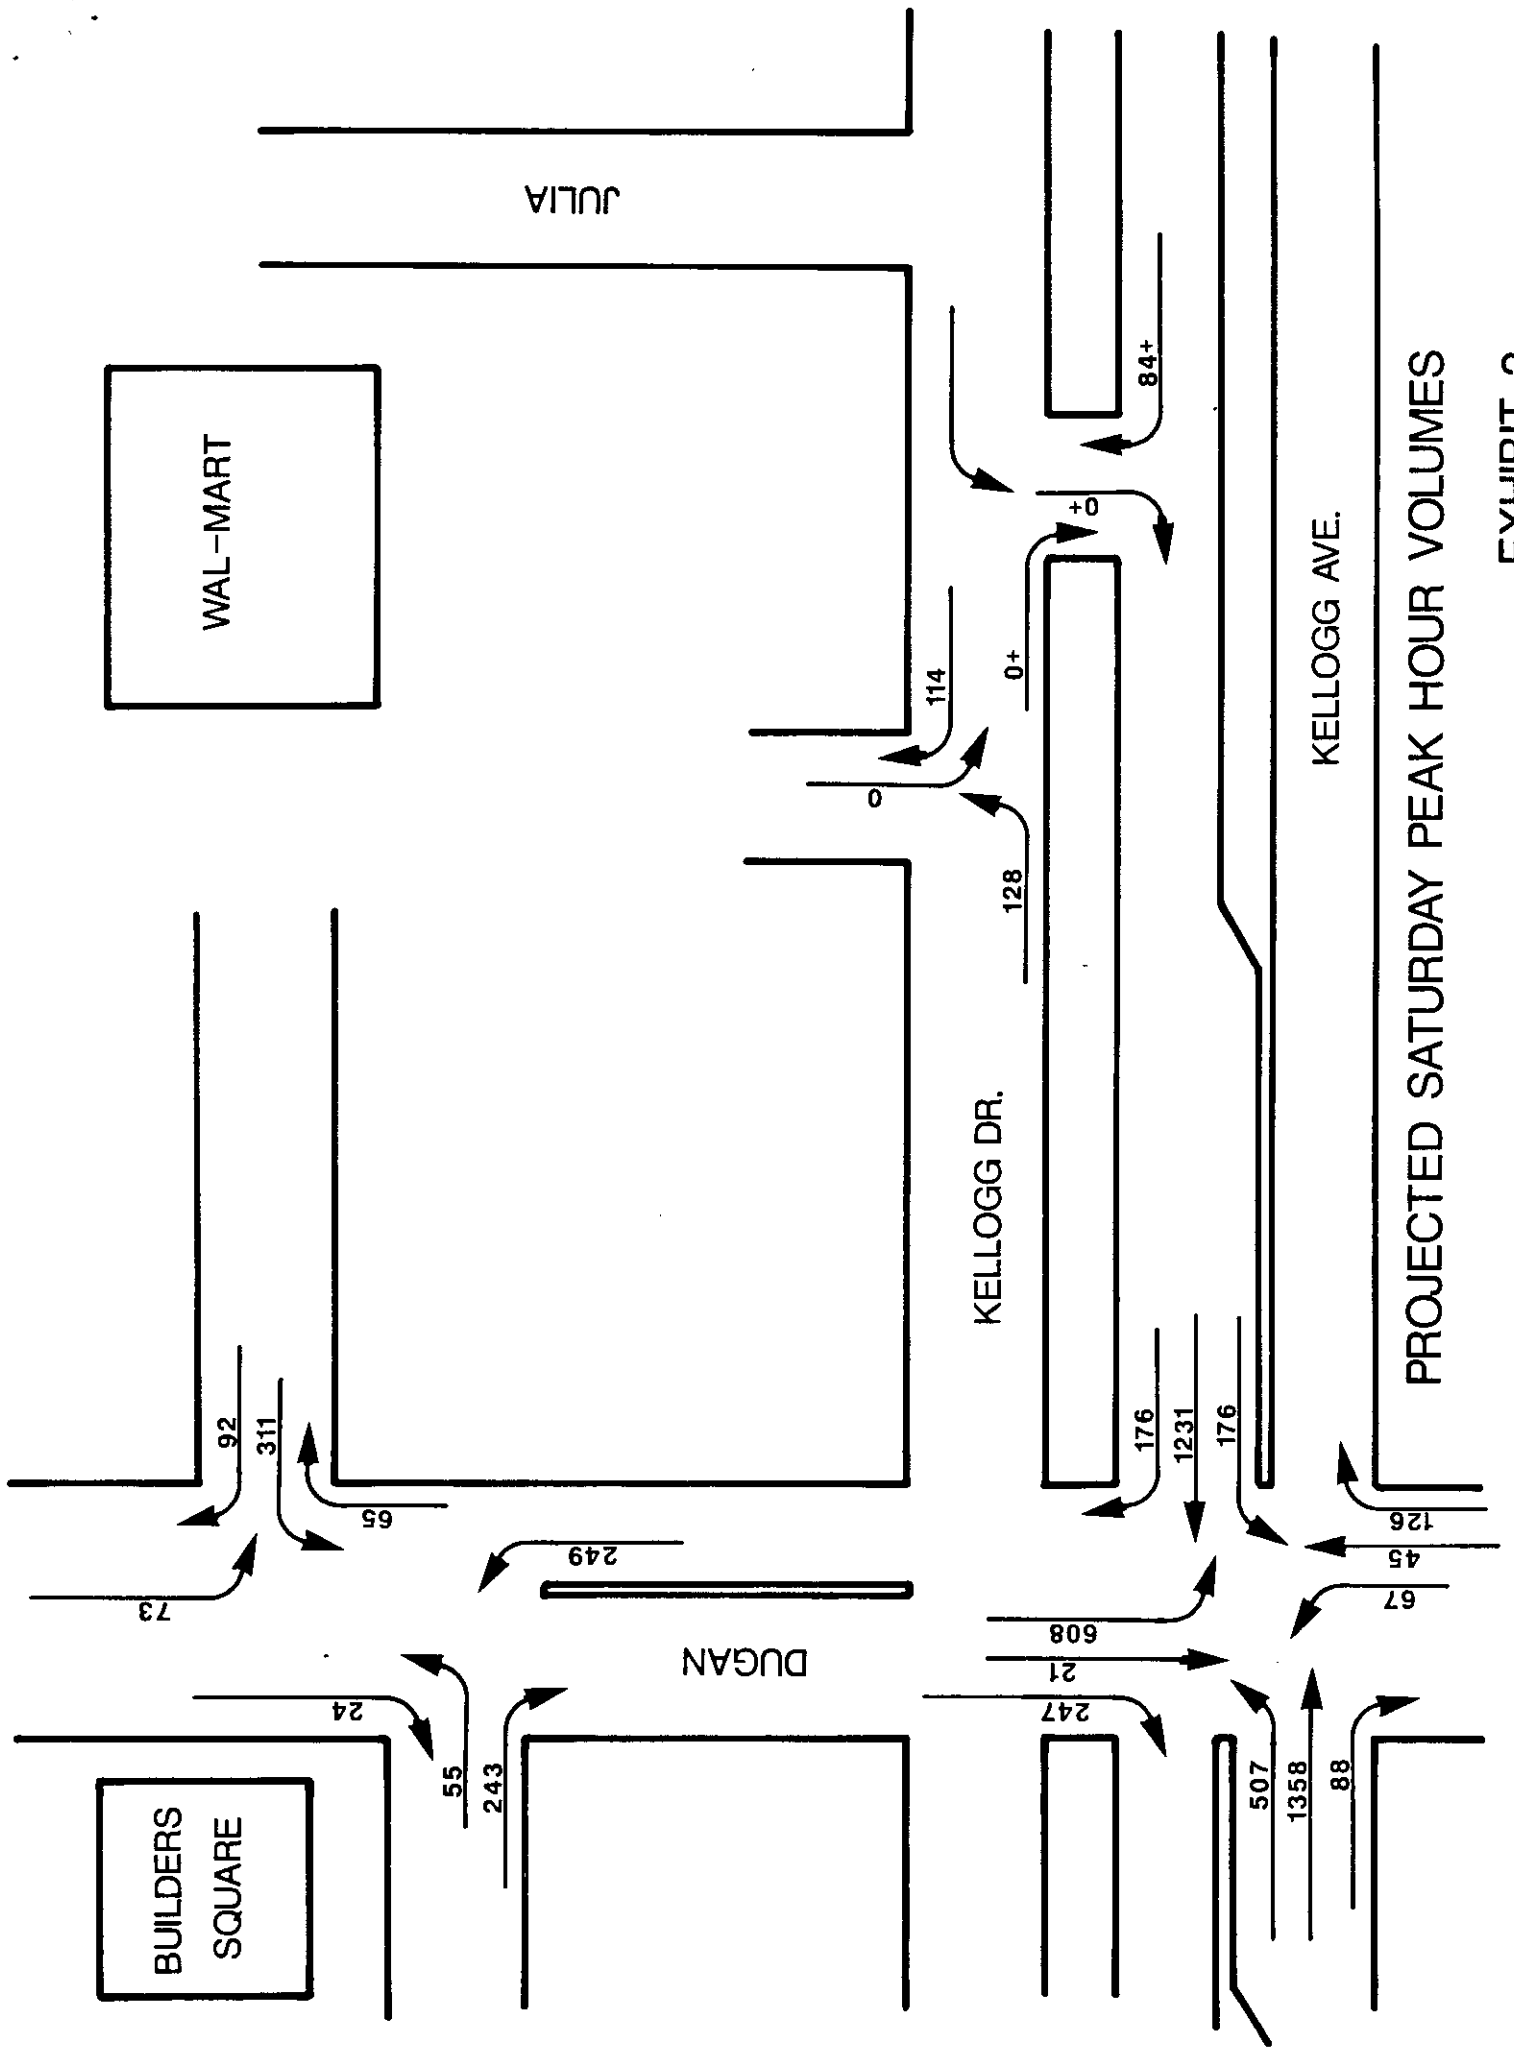 BUILDERS
SQUARE
WAL-MART
JULIA
DUGAN
KELLOGG DR.
KELLOGG AVE.
73
92
311
65
24
249
55
243
114
0
128
0+
0+
84+
608
21
247
176
1231
176
507
1358
88
126
45
67
PROJECTED SATURDAY PEAK HOUR VOLUMES
EXHIBIT